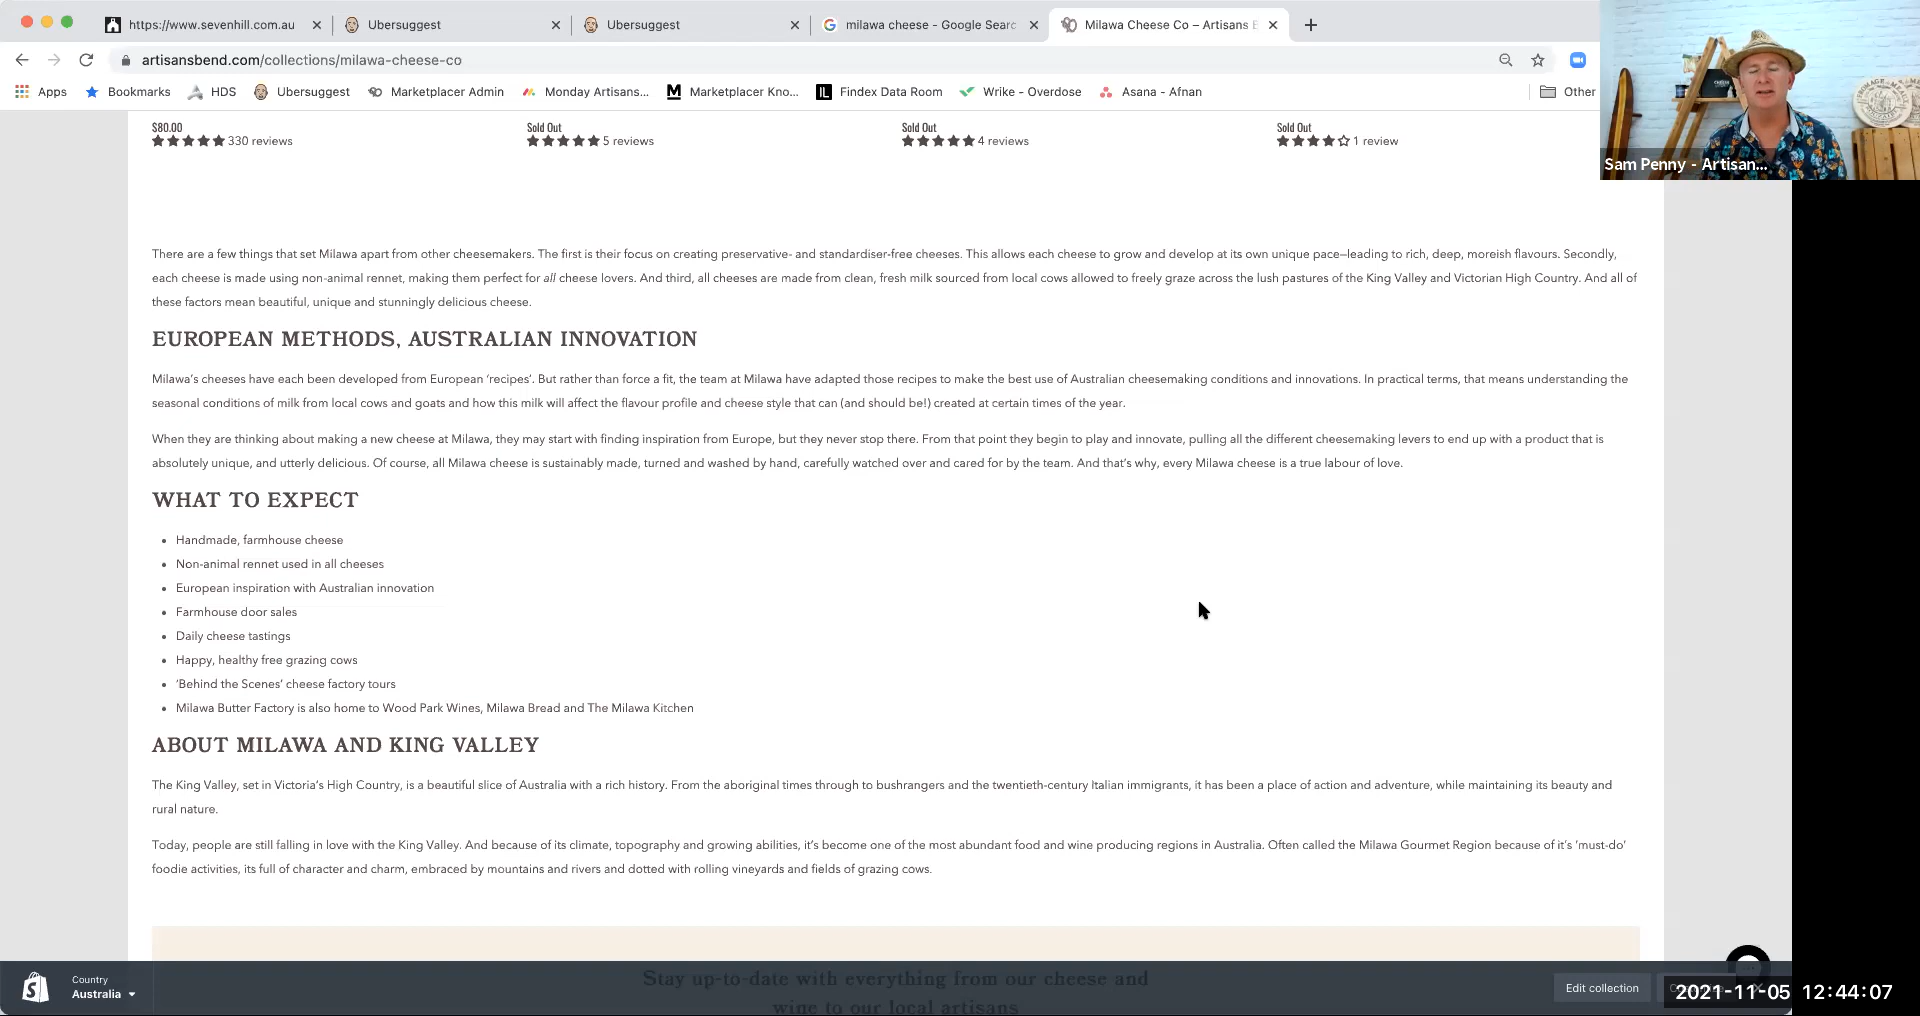 https://www.sevenhill.com.au
Ubersuggest
Ubersuggest
milawa cheese - Google Searc
Milawa Cheese Co – Artisans B
artisansbend.com/collections/milawa-cheese-co
Apps
Bookmarks
HDS
Ubersuggest
Marketplacer Admin
Monday Artisans...
Marketplacer Kno...
Findex Data Room
Wrike - Overdose
Asana - Afnan
Other
Sam Penny - Artisan...
$80.00
330 reviews
Sold Out
5 reviews
Sold Out
4 reviews
Sold Out
1 review
There are a few things that set Milawa apart from other cheesemakers. The first is their focus on creating preservative- and standardiser-free cheeses. This allows each cheese to grow and develop at its own unique pace—leading to rich, deep, moreish flavours. Secondly,
each cheese is made using non-animal rennet, making them perfect for all cheese lovers. And third, all cheeses are made from clean, fresh milk sourced from local cows allowed to freely graze across the lush pastures of the King Valley and Victorian High Country. And all of
these factors mean beautiful, unique and stunningly delicious cheese.
EUROPEAN METHODS, AUSTRALIAN INNOVATION
Milawa’s cheeses have each been developed from European ‘recipes’. But rather than force a fit, the team at Milawa have adapted those recipes to make the best use of Australian cheesemaking conditions and innovations. In practical terms, that means understanding the
seasonal conditions of milk from local cows and goats and how this milk will affect the flavour profile and cheese style that can (and should be!) created at certain times of the year.
When they are thinking about making a new cheese at Milawa, they may start with finding inspiration from Europe, but they never stop there. From that point they begin to play and innovate, pulling all the different cheesemaking levers to end up with a product that is
absolutely unique, and utterly delicious. Of course, all Milawa cheese is sustainably made, turned and washed by hand, carefully watched over and cared for by the team. And that’s why, every Milawa cheese is a true labour of love.
WHAT TO EXPECT
Handmade, farmhouse cheese
Non-animal rennet used in all cheeses
European inspiration with Australian innovation
Farmhouse door sales
Daily cheese tastings
Happy, healthy free grazing cows
‘Behind the Scenes’ cheese factory tours
Milawa Butter Factory is also home to Wood Park Wines, Milawa Bread and The Milawa Kitchen
ABOUT MILAWA AND KING VALLEY
The King Valley, set in Victoria’s High Country, is a beautiful slice of Australia with a rich history. From the aboriginal times through to bushrangers and the twentieth-century Italian immigrants, it has been a place of action and adventure, while maintaining its beauty and
rural nature.
Today, people are still falling in love with the King Valley. And because of its climate, topography and growing abilities, it’s become one of the most abundant food and wine producing regions in Australia. Often called the Milawa Gourmet Region because of it’s ‘must-do’
foodie activities, its full of character and charm, embraced by mountains and rivers and dotted with rolling vineyards and fields of grazing cows.
Stay up-to-date with everything from our cheese and
wine to our local artisans
Country
Australia
Edit collection
2021-11-05 12:44:07